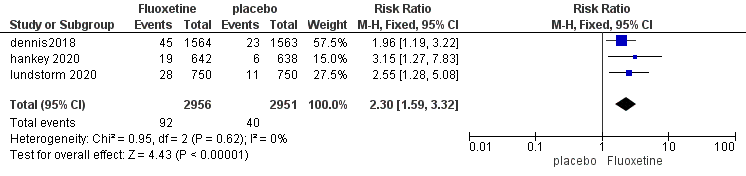 Fluoxetine placebo Risk Ratio Risk Ratio
Study or Subgroup Events Total Events Total Weight M-H, Fixed, 95% CI M-H, Fixed, 95% CI
dennis2018 45 1564 23 1563 57.5% 1.96 [1.19, 3.22]
hankey 2020 19 642 6 638 15.0% 3.15 [1.27, 7.83]
lundstorm 2020 28 750 11 750 27.5% 2.55 [1.28, 5.08]
Total (95% CI) 2956 2951 100.0% 2.30 [1.59, 3.32]
Total events 92 40
Heterogeneity: Chi² = 0.95, df = 2 (P = 0.62); I² = 0%
Test for overall effect: Z = 4.43 (P < 0.00001)
0.01 0.1 1 10 100
placebo Fluoxetine